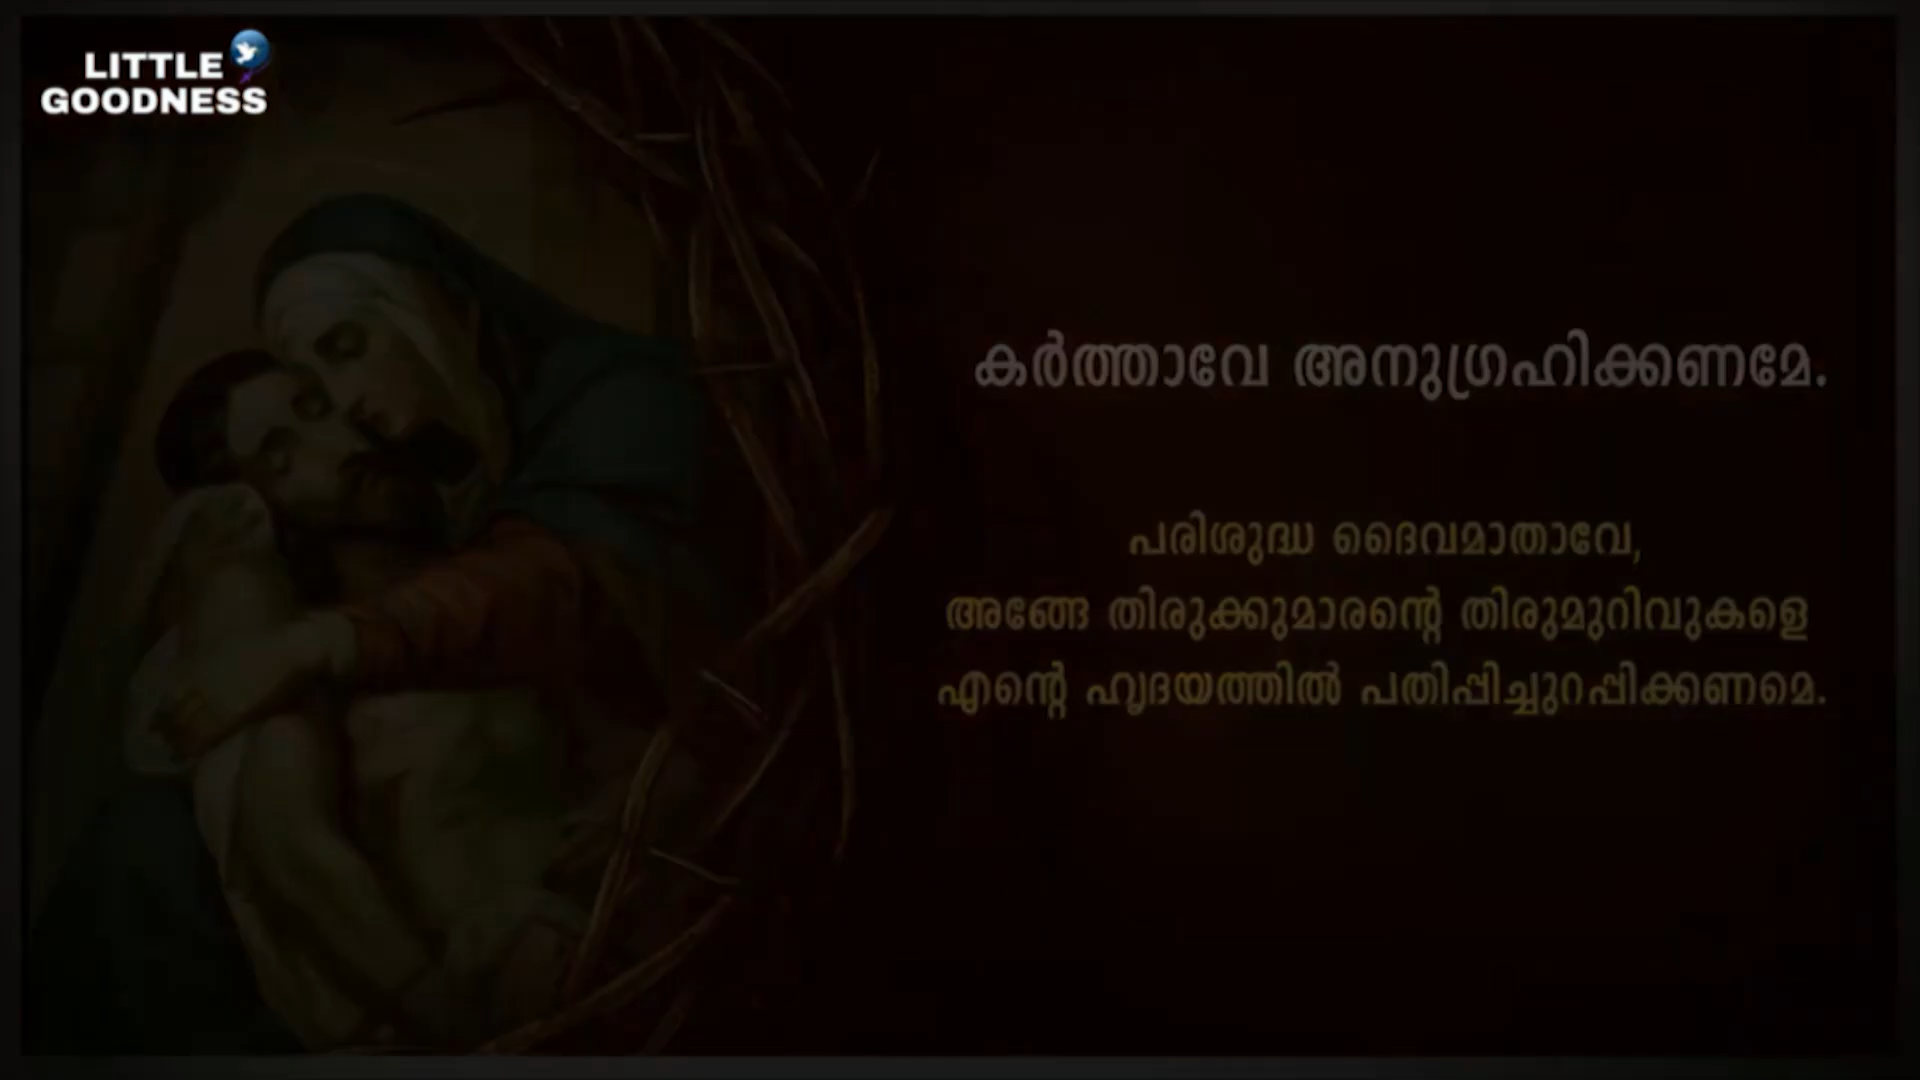 LITTLE
GOODNESS
കർത്താവേ അനുഗ്രഹിക്കണമേ.
പരിശുദ്ധ ദൈവമാതാവേ,
അങ്ങേ തിരുക്കുമാരന്റെ തിരുമുറിവുകളെ
എന്റെ ഹൃദയത്തിൽ പതിപ്പിച്ചുറപ്പിക്കണമെ.